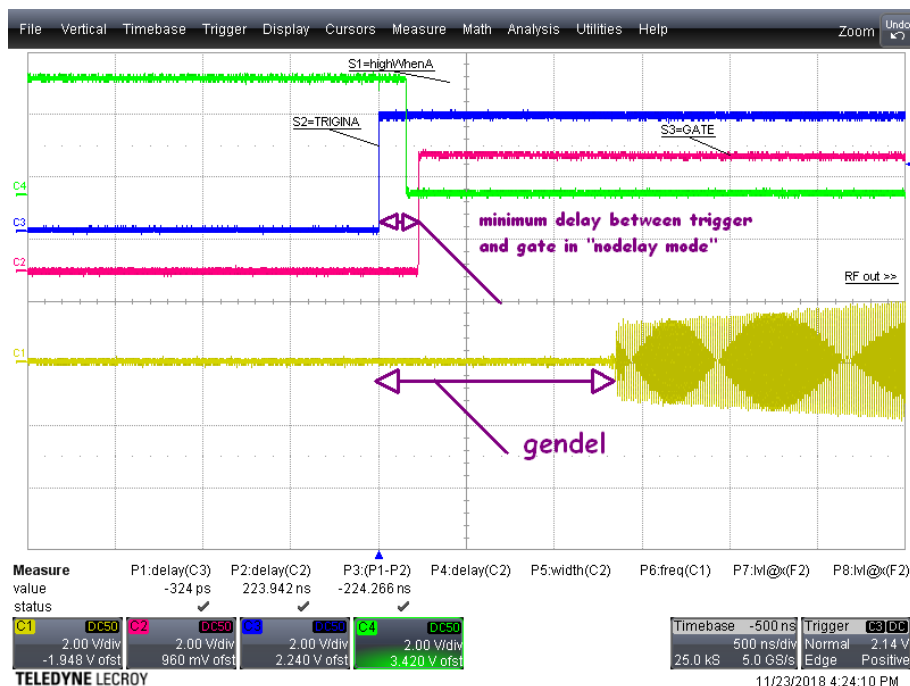 File Vertical Timebase Trigger Display Cursors Measure Math Analysis Utilities Help Zoom Undo
S1=highWhenA
S2=TRIGINA
S3=GATE
C4
C3
minimum delay between trigger
and gate in "nodelay mode"
C2
RF out >>
C1
gendel
Measure P1:delay(C3) P2:delay(C2) P3:(P1-P2) P4:delay(C2) P5:width(C2) P6:freq(C1) P7:lvl@x(F2) P8:lvl@x(F2)
value -324 ps 223.942 ns -224.266 ns
status
C1 DC50 C2 DC50 C3 DC50 C4 DC50 Timebase -500 ns Trigger C3 DC
2.00 V/div 2.00 V/div 2.00 V/div 2.00 V/div 500 ns/div Normal 2.14 V
-1.948 V ofst 960 mV ofst 2.240 V ofst 3.420 V ofst 25.0 kS 5.0 GS/s Edge Positive
TELEDYNE LECROY 11/23/2018 4:24:10 PM